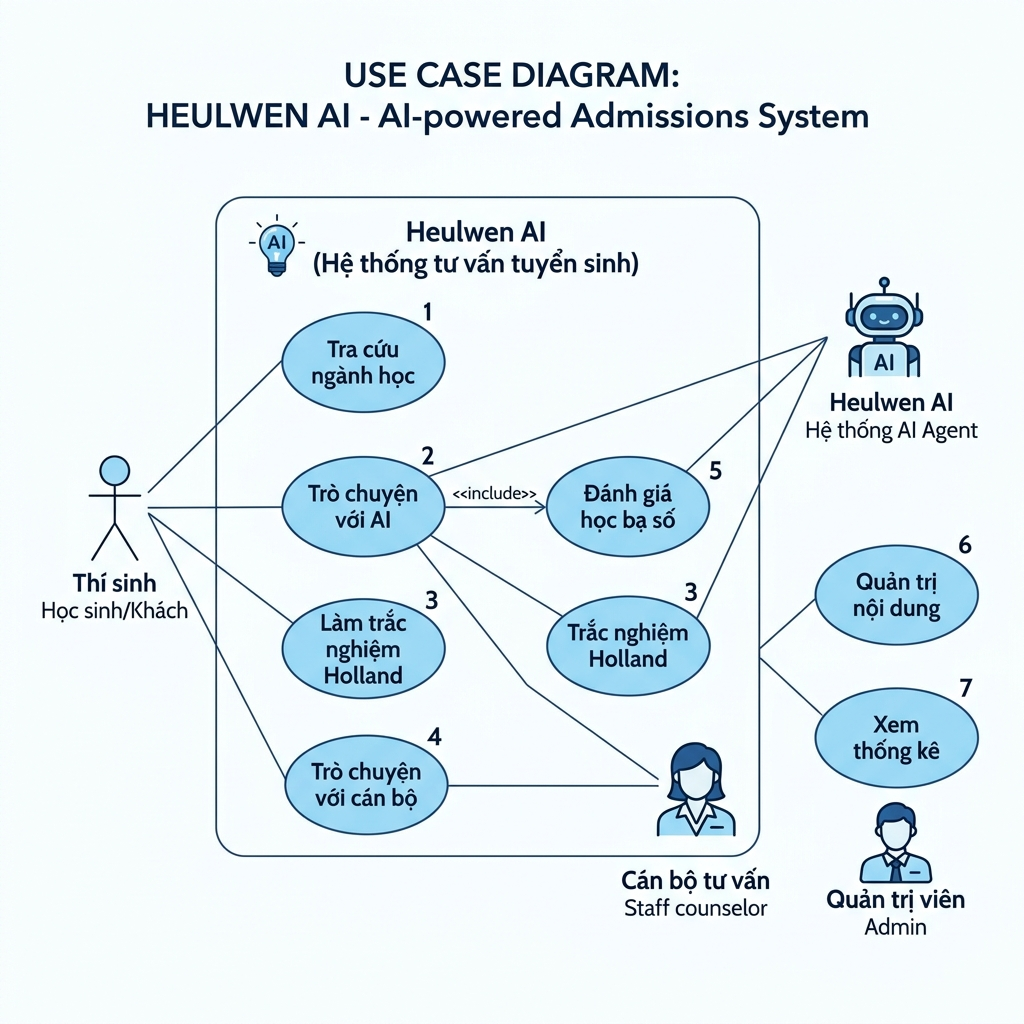 USE CASE DIAGRAM:
HEULWEN AI - AI-powered Admissions System
AI
Heulwen AI
(Hệ thống tư vấn tuyển sinh)
1
Tra cứu
ngành học
AI
Heulwen AI
Hệ thống AI Agent
2
Trò chuyện
với AI
<<include>>
5
Đánh giá
học bạ số
Thí sinh
Học sinh/Khách
3
Làm trắc
nghiệm
Holland
3
Trắc nghiệm
Holland
6
Quản trị
nội dung
7
Xem
thống kê
4
Trò chuyện
với cán bộ
Cán bộ tư vấn
Staff counselor
Quản trị viên
Admin